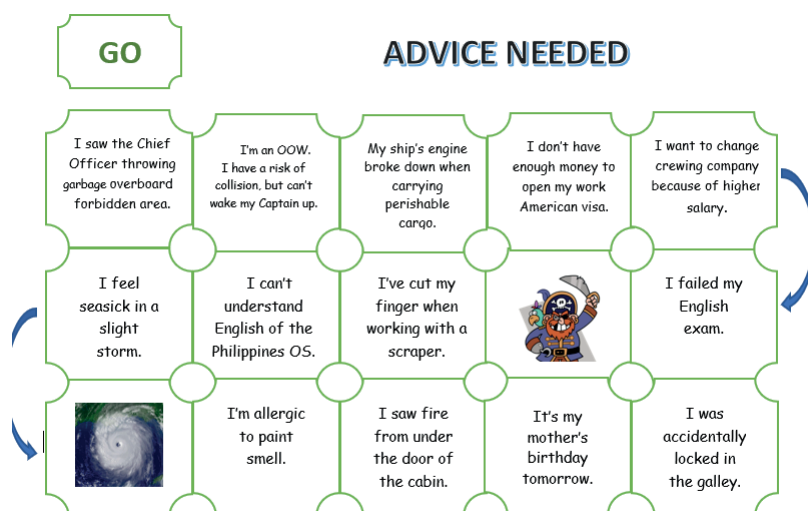 GO
ADVICE NEEDED
I saw the Chief
Officer throwing
garbage overboard
forbidden area.
I'm an OOW.
I have a risk of
collision, but can't
wake my Captain up.
My ship's engine
broke down when
carrying
perishable
cargo.
I don't have
enough money to
open my work
American visa.
I want to change
crewing company
because of higher
salary.
I feel
seasick in a
slight
storm.
I can't
understand
English of the
Philippines OS.
I've cut my
finger when
working with a
scraper.
I failed my
English
exam.
I'm allergic
to paint
smell.
I saw fire
from under
the door of
the cabin.
It's my
mother's
birthday
tomorrow.
I was
accidentally
locked in
the galley.